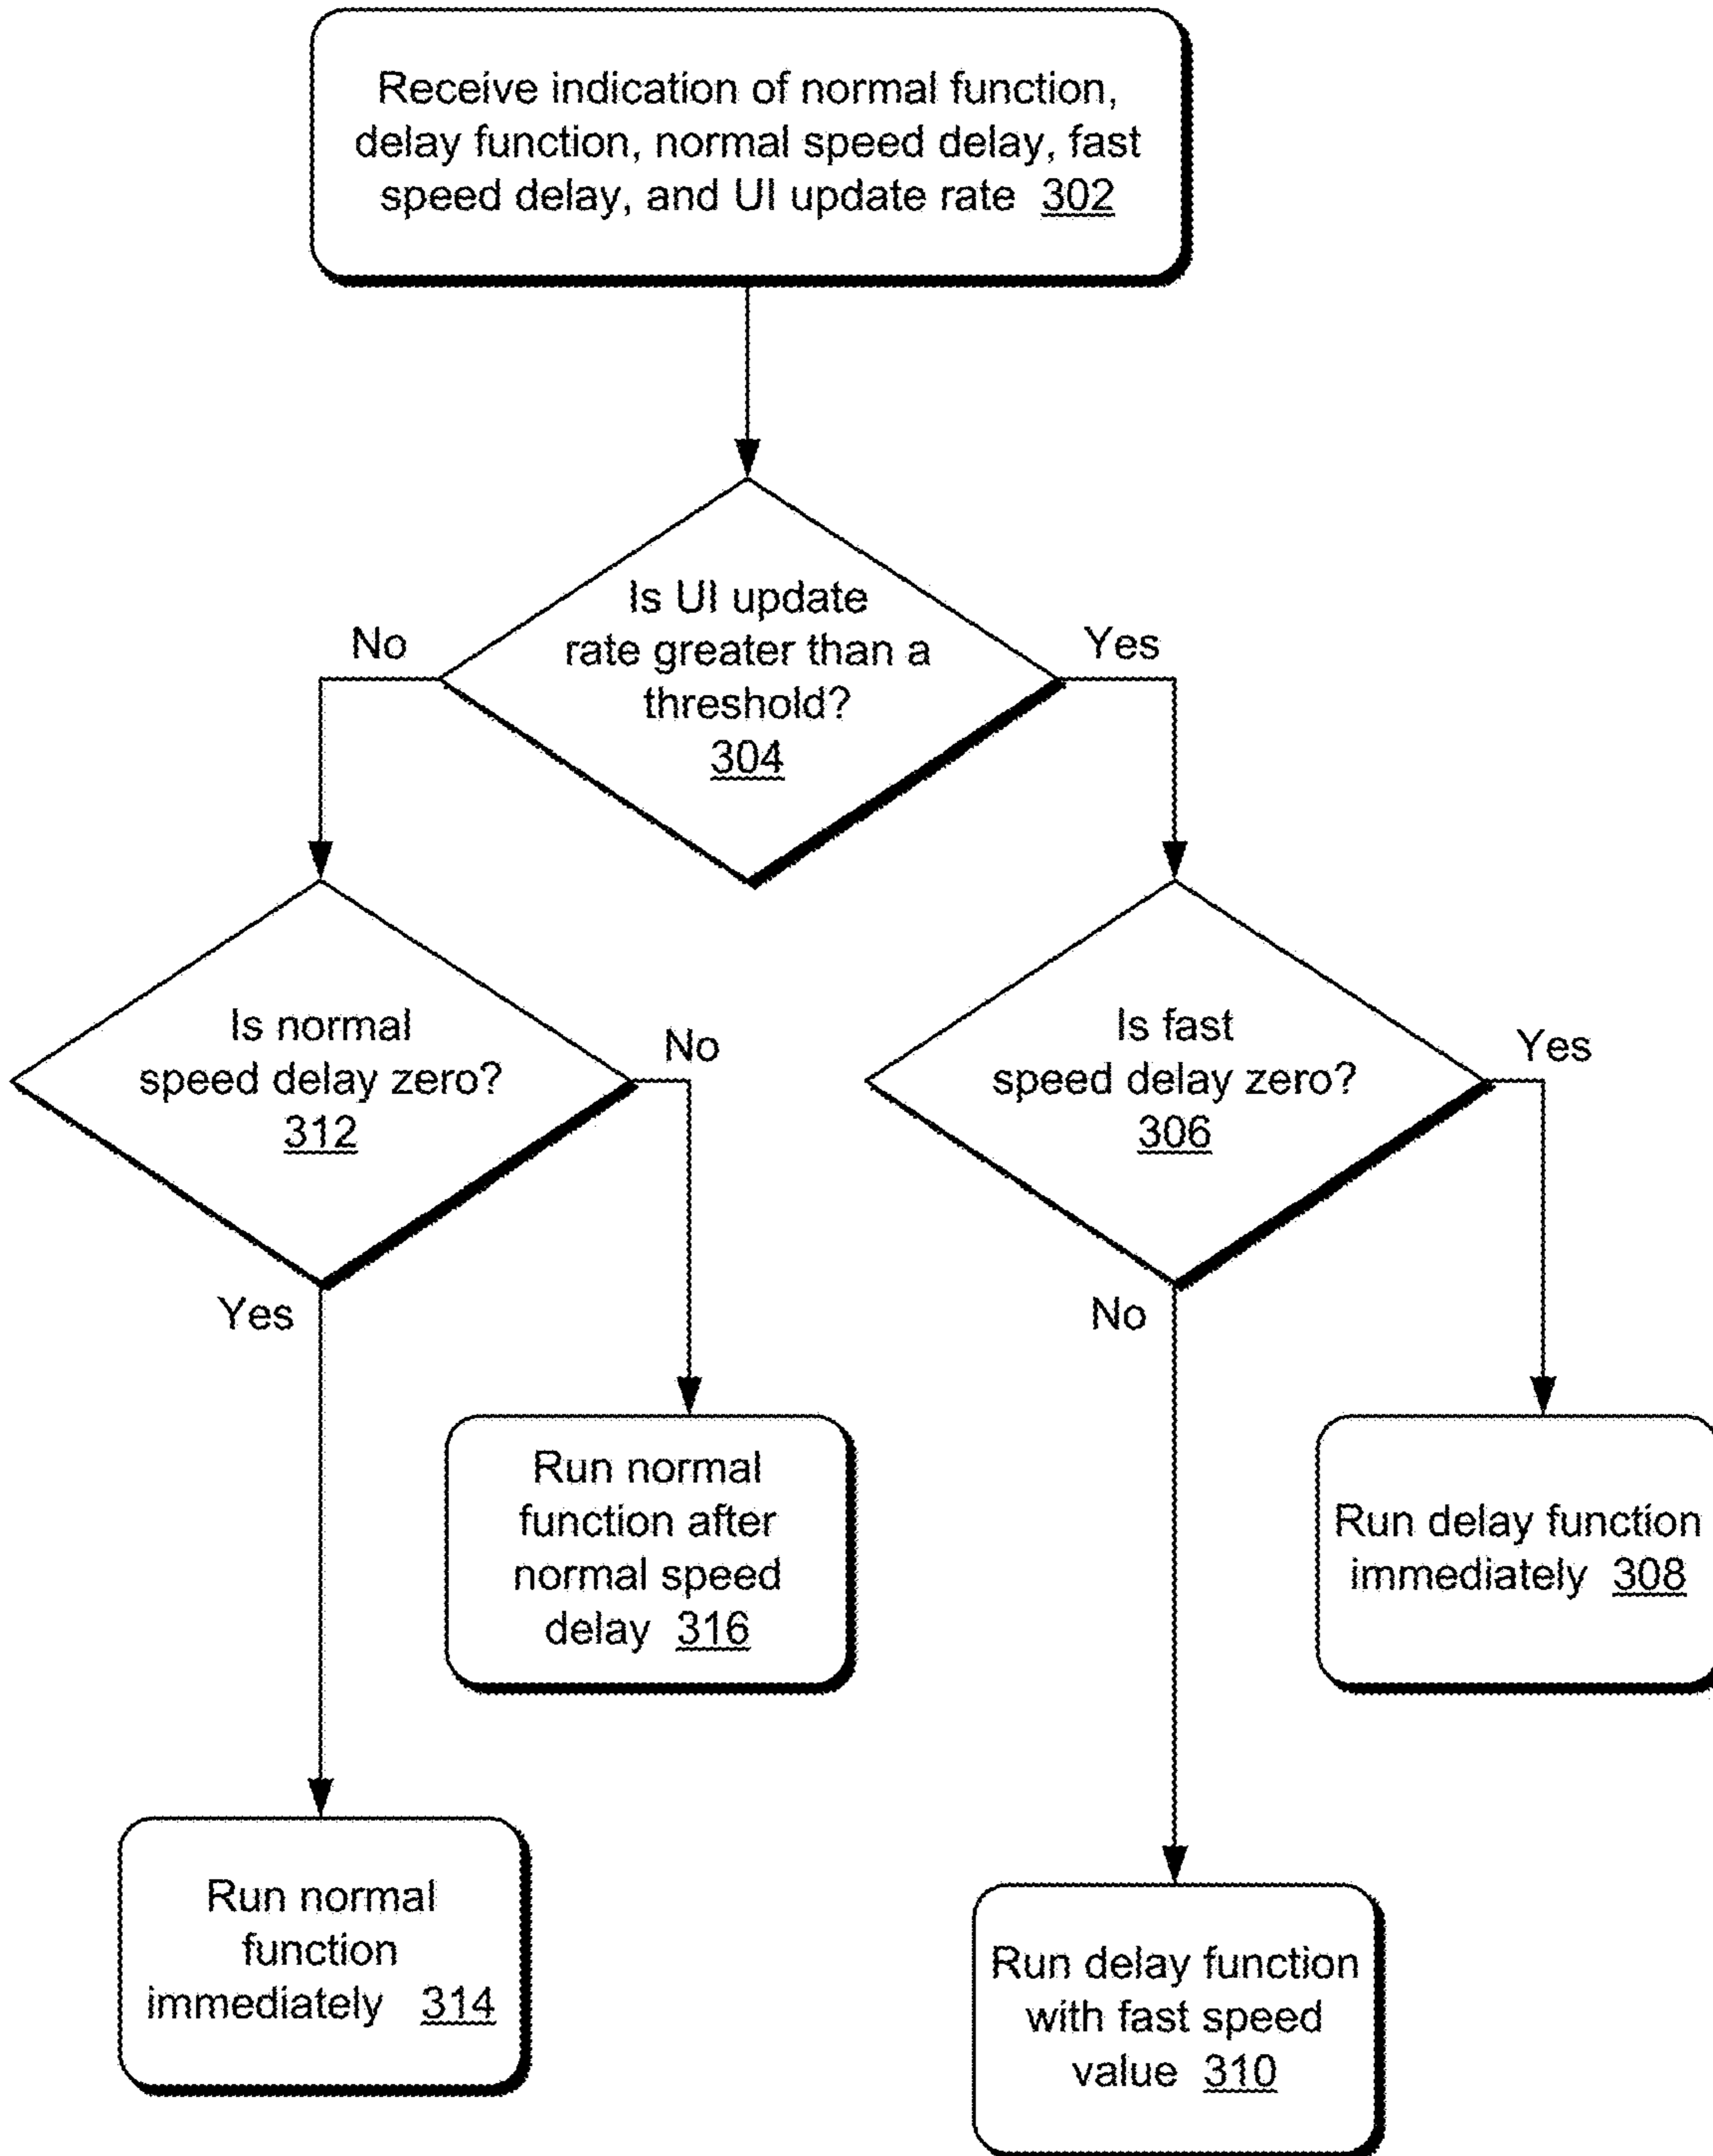 Receive indication of normal function,
delay function, normal speed delay, fast
speed delay, and UI update rate 302
Is UI update
rate greater than a
threshold?
304
No
Yes
Is normal
speed delay zero?
312
No
Yes
Is fast
speed delay zero?
306
Yes
No
Run normal
function after
normal speed
delay 316
Run delay function
immediately 308
Run normal
function
immediately 314
Run delay function
with fast speed
value 310